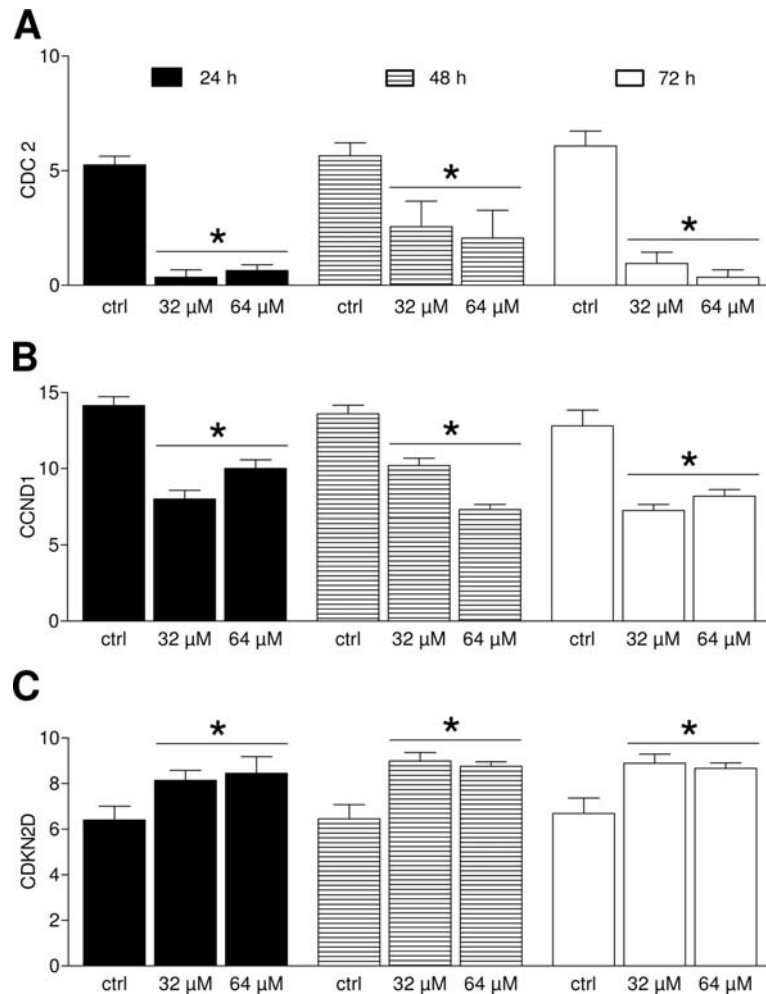 A
10
24 h 48 h 72 h
CDC 2
5
* * *
0
ctrl 32 µM 64 µM ctrl 32 µM 64 µM ctrl 32 µM 64 µM
B
15
* * *
10
CCND1
5
0
ctrl 32 µM 64 µM ctrl 32 µM 64 µM ctrl 32 µM 64 µM
C
* * *
10
8
6
CDKN2D
4
2
0
ctrl 32 µM 64 µM ctrl 32 µM 64 µM ctrl 32 µM 64 µM